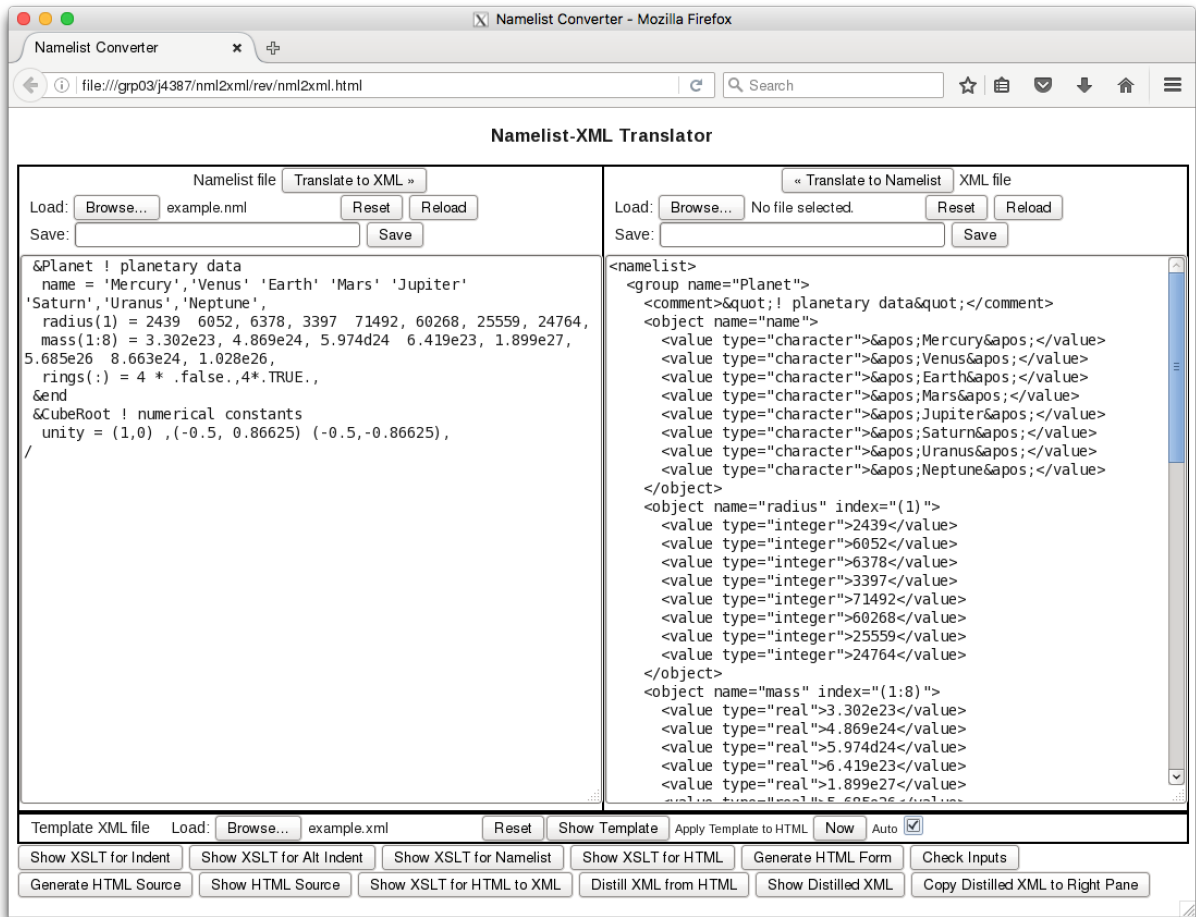 Namelist Converter - Mozilla Firefox
Namelist Converter
file:///grp03/j4387/nml2xml/rev/nml2xml.html
Search
Namelist-XML Translator
Namelist file Translate to XML »
Load: Browse... example.nml Reset Reload
Save: Save
&Planet ! planetary data
name = 'Mercury','Venus' 'Earth' 'Mars' 'Jupiter'
'Saturn','Uranus','Neptune',
radius(1) = 2439  6052, 6378, 3397  71492, 60268, 25559, 24764,
mass(1:8) = 3.302e23, 4.869e24, 5.974d24  6.419e23, 1.899e27,
5.685e26  8.663e24, 1.028e26,
rings(:) = 4 * .false.,4*.TRUE.,
&end
&CubeRoot ! numerical constants
unity = (1,0) ,(-0.5, 0.86625) (-0.5,-0.86625),
/
« Translate to Namelist XML file
Load: Browse... No file selected. Reset Reload
Save: Save
<namelist>
<group name="Planet">
<comment>&quot;! planetary data&quot;</comment>
<object name="name">
<value type="character">&apos;Mercury&apos;</value>
<value type="character">&apos;Venus&apos;</value>
<value type="character">&apos;Earth&apos;</value>
<value type="character">&apos;Mars&apos;</value>
<value type="character">&apos;Jupiter&apos;</value>
<value type="character">&apos;Saturn&apos;</value>
<value type="character">&apos;Uranus&apos;</value>
<value type="character">&apos;Neptune&apos;</value>
</object>
<object name="radius" index="(1)">
<value type="integer">2439</value>
<value type="integer">6052</value>
<value type="integer">6378</value>
<value type="integer">3397</value>
<value type="integer">71492</value>
<value type="integer">60268</value>
<value type="integer">25559</value>
<value type="integer">24764</value>
</object>
<object name="mass" index="(1:8)">
<value type="real">3.302e23</value>
<value type="real">4.869e24</value>
<value type="real">5.974d24</value>
<value type="real">6.419e23</value>
<value type="real">1.899e27</value>
<value type="real">5.685e26</value>
Template XML file Load: Browse... example.xml Reset Show Template Apply Template to HTML Now Auto
Show XSLT for Indent Show XSLT for Alt Indent Show XSLT for Namelist Show XSLT for HTML Generate HTML Form Check Inputs
Generate HTML Source Show HTML Source Show XSLT for HTML to XML Distill XML from HTML Show Distilled XML Copy Distilled XML to Right Pane